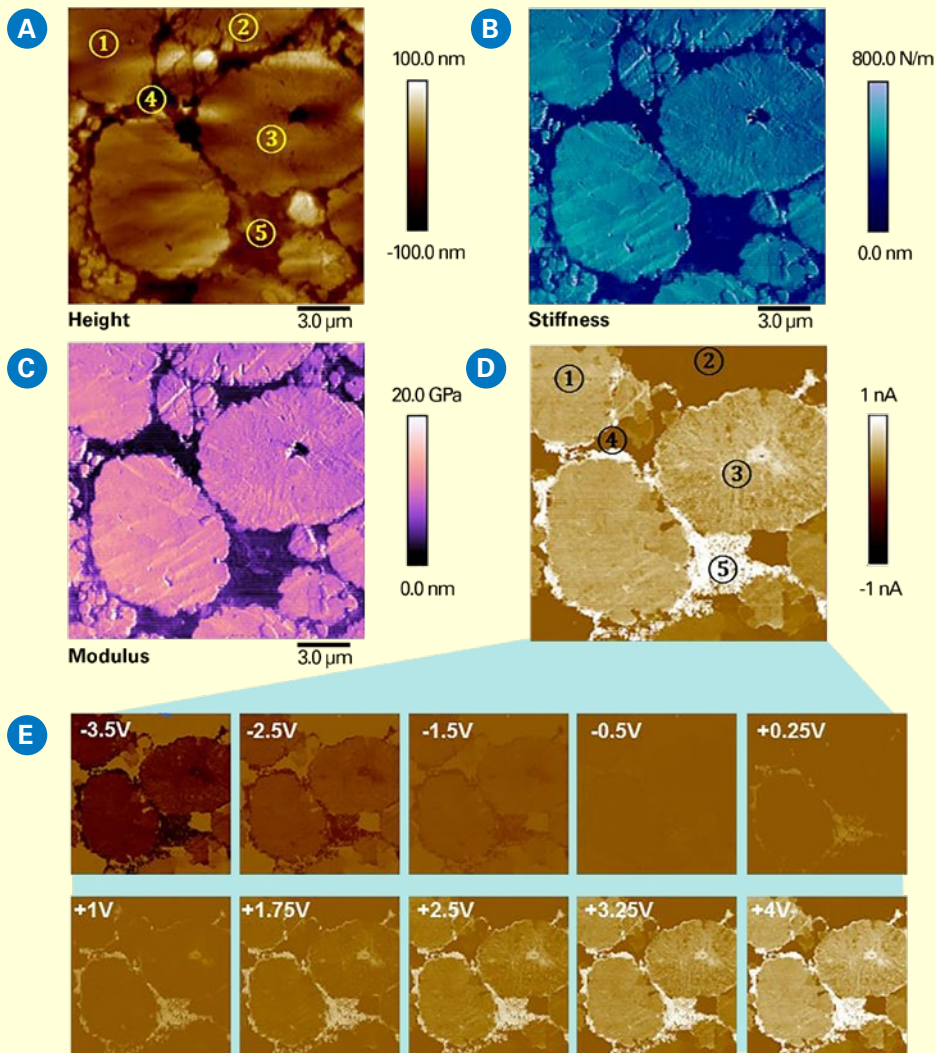 A
①
②
③
④
⑤
100.0 nm
-100.0 nm
Height
3.0 µm
B
800.0 N/m
0.0 nm
Stiffness
3.0 µm
C
20.0 GPa
0.0 nm
Modulus
3.0 µm
D
①
②
③
④
⑤
1 nA
-1 nA
E
-3.5V
-2.5V
-1.5V
-0.5V
+0.25V
+1V
+1.75V
+2.5V
+3.25V
+4V